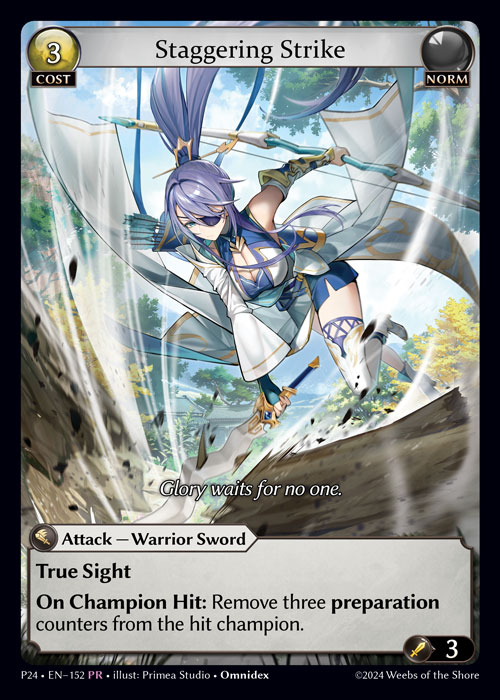 3
COST
Staggering Strike
NORM
Glory waits for no one.
Attack — Warrior Sword
True Sight
On Champion Hit: Remove three preparation
counters from the hit champion.
3
P24 • EN–152 PR • illust: Primea Studio • Omnidex
©2024 Weebs of the Shore